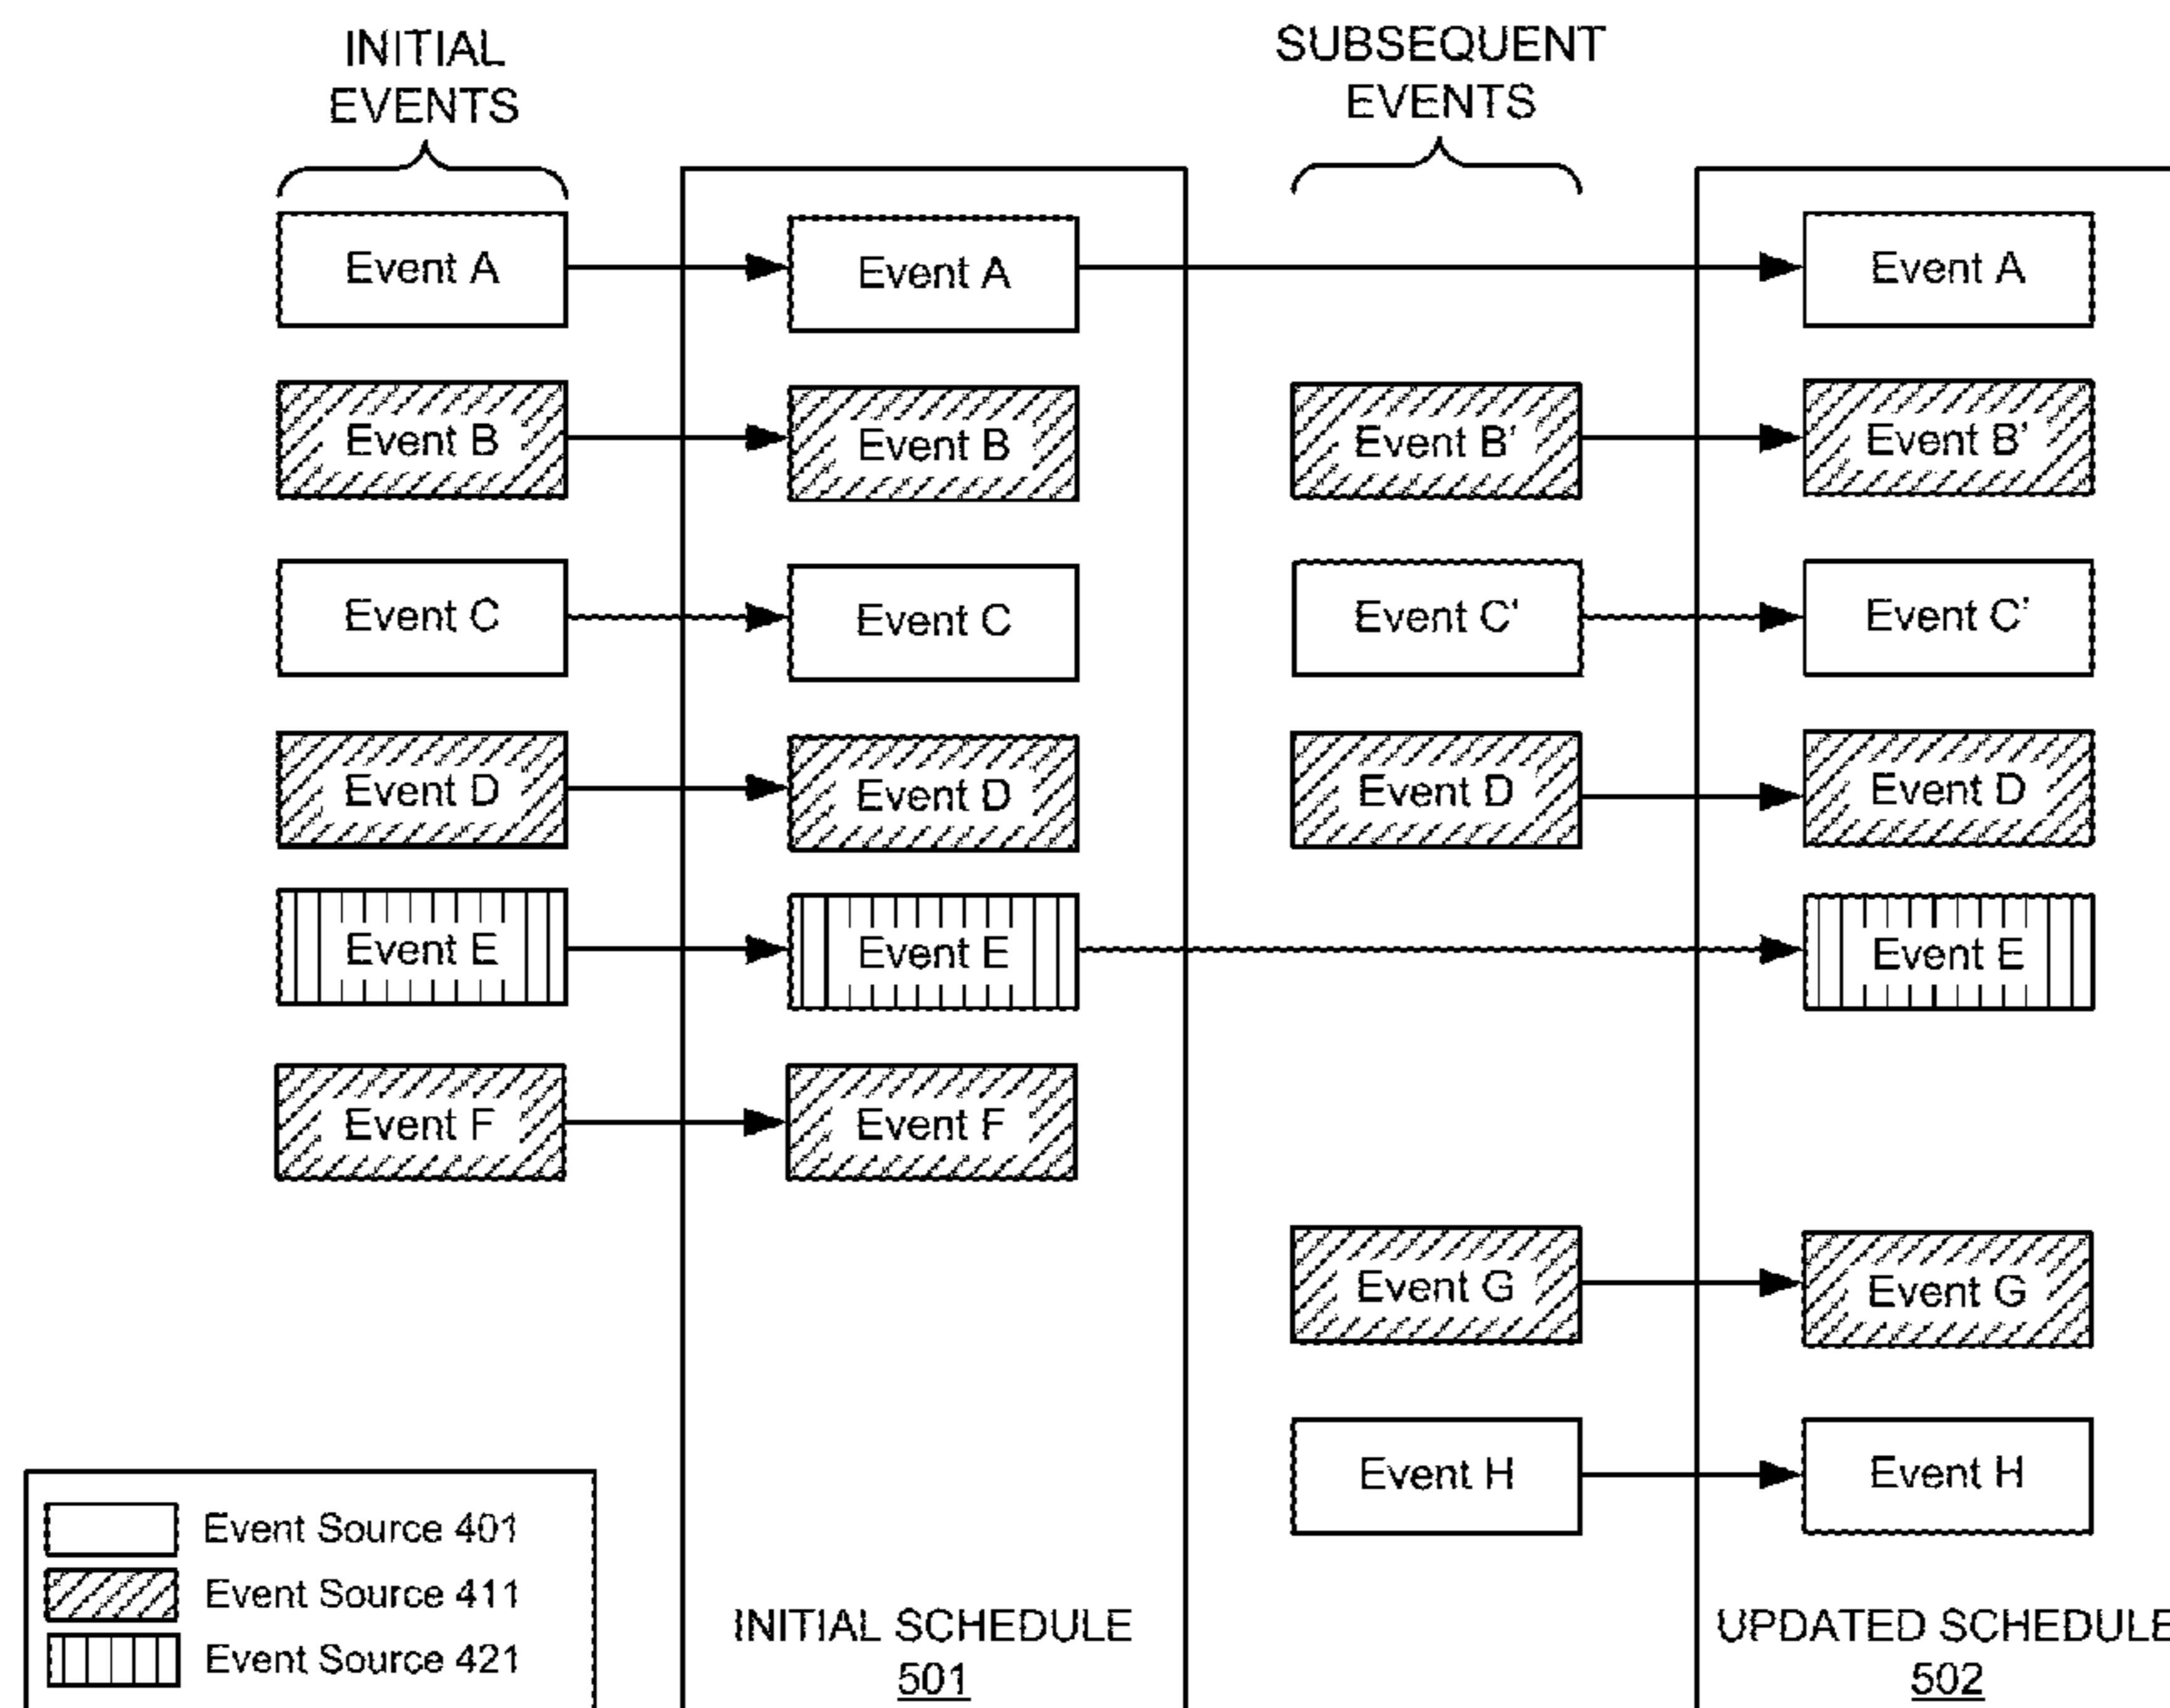 INITIAL
EVENTS
SUBSEQUENT
EVENTS
Event A
Event A
Event A
Event B
Event B
Event B'
Event B'
Event C
Event C
Event C'
Event C'
Event D
Event D
Event D
Event D
Event E
Event E
Event E
Event F
Event F
Event G
Event G
Event H
Event H
Event Source 401
Event Source 411
Event Source 421
INITIAL SCHEDULE
501
UPDATED SCHEDULE
502